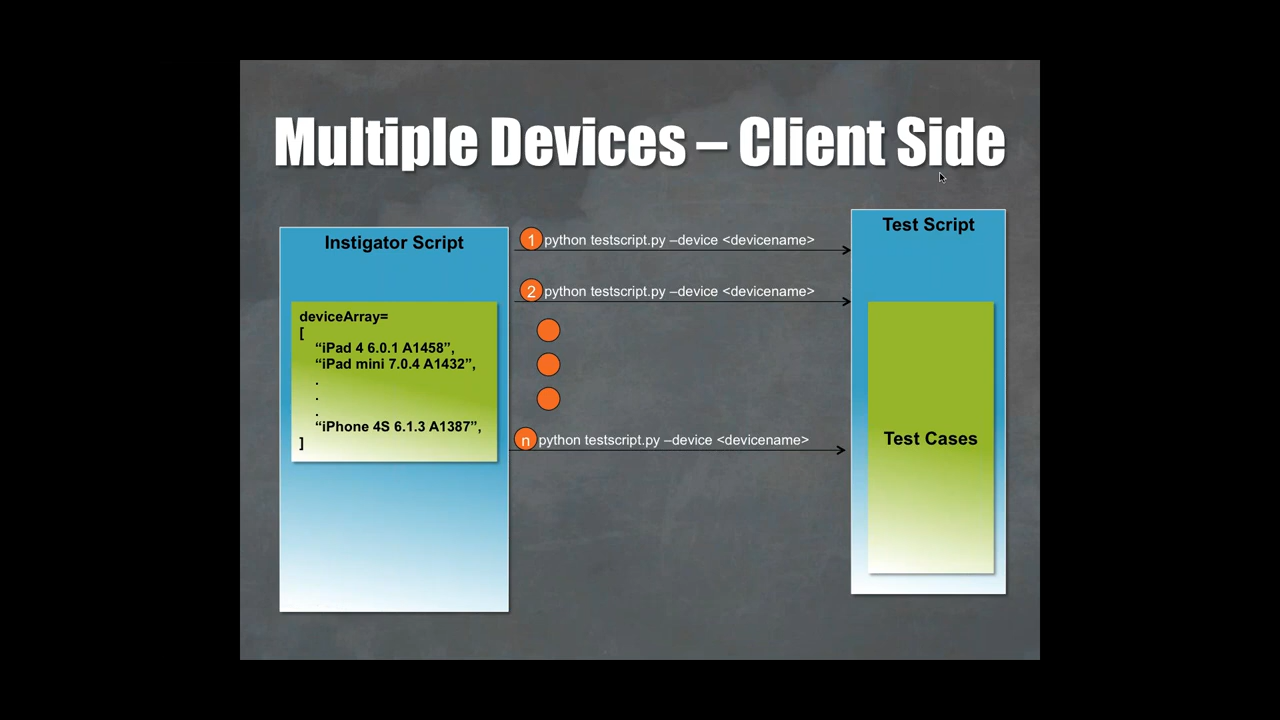 Multiple Devices – Client Side
Instigator Script
deviceArray=
[
“iPad 4 6.0.1 A1458”,
“iPad mini 7.0.4 A1432”,
.
.
.
“iPhone 4S 6.1.3 A1387”,
]
1 python testscript.py –device <devicename>
2 python testscript.py –device <devicename>
n python testscript.py –device <devicename>
Test Script
Test Cases